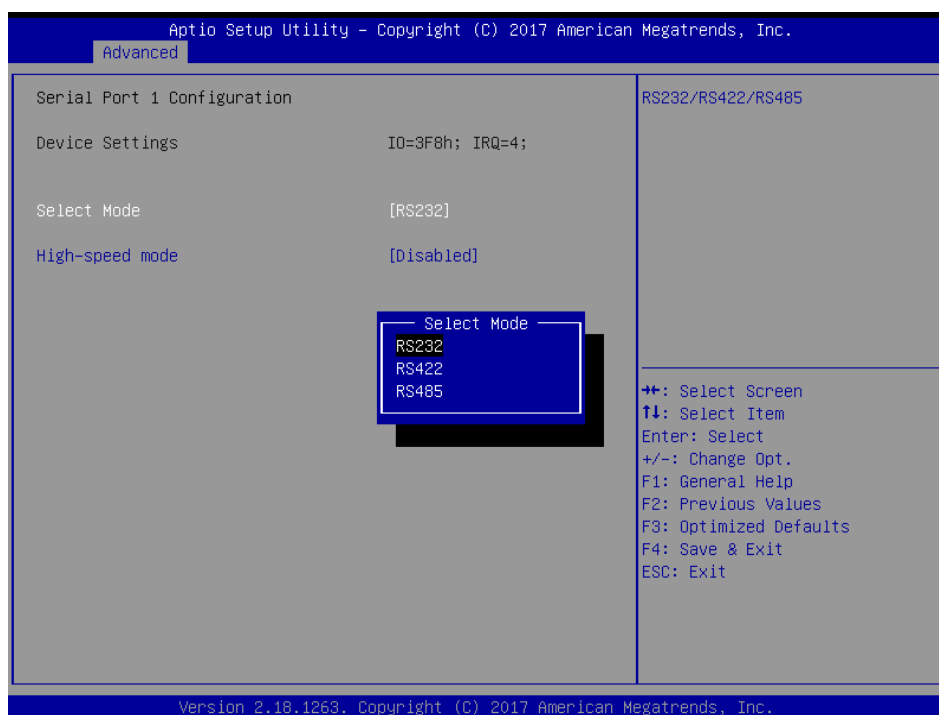 Aptio Setup Utility – Copyright (C) 2017 American Megatrends, Inc.
Advanced
Serial Port 1 Configuration
RS232/RS422/RS485
Device Settings IO=3F8h; IRQ=4;
Select Mode [RS232]
High-speed mode [Disabled]
Select Mode
RS232
RS422
RS485
→←: Select Screen
↑↓: Select Item
Enter: Select
+/-: Change Opt.
F1: General Help
F2: Previous Values
F3: Optimized Defaults
F4: Save & Exit
ESC: Exit
Version 2.18.1263. Copyright (C) 2017 American Megatrends, Inc.